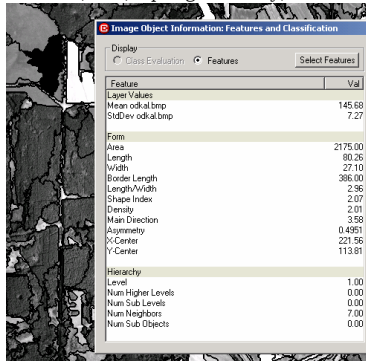 Image Object Information: Features and Classification
Display
Class Evaluation Features Select Features
Feature Val
Layer Values
Mean odkal.bmp 145.68
StdDev odkal.bmp 7.27
Form
Area 2175.00
Length 80.26
Width 27.10
Border Length 386.00
Length/Width 2.96
Shape Index 2.07
Density 2.01
Main Direction 3.58
Asymmetry 0.4951
X-Center 221.56
Y-Center 113.81
Hierarchy
Level 1.00
Num Higher Levels 0.00
Num Sub Levels 0.00
Num Neighbors 7.00
Num Sub Objects 0.00